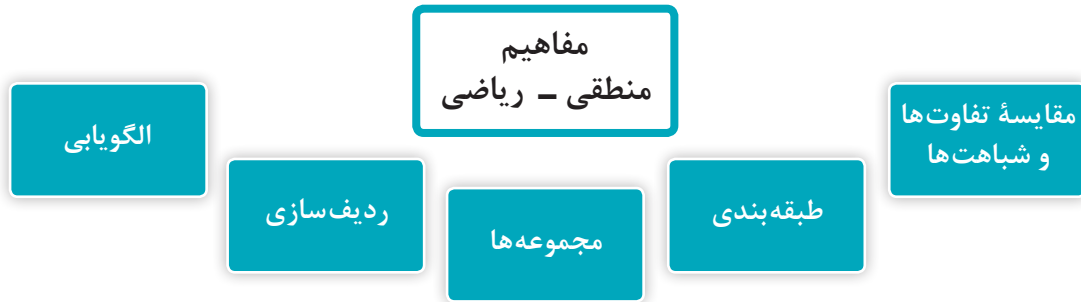 مفاهیم
منطقی ـ ریاضی
مقایسهٔ تفاوت‌ها
و شباهت‌ها
طبقه‌بندی
مجموعه‌ها
ردیف‌سازی
الگویابی